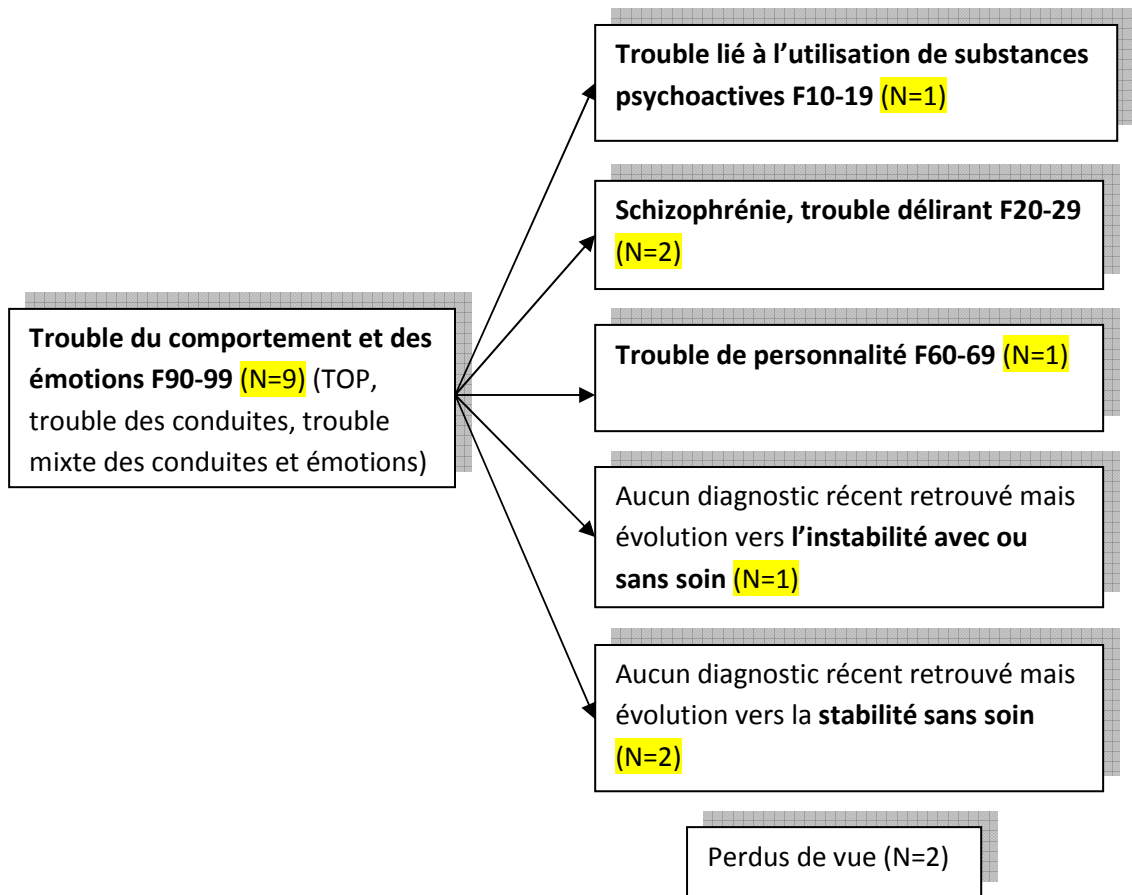 Trouble lié à l’utilisation de substances
psychoactives F10-19 (N=1)
Schizophrénie, trouble délirant F20-29
(N=2)
Trouble du comportement et des
émotions F90-99 (N=9) (TOP,
trouble des conduites, trouble
mixte des conduites et émotions)
Trouble de personnalité F60-69 (N=1)
Aucun diagnostic récent retrouvé mais
évolution vers l’instabilité avec ou
sans soin (N=1)
Aucun diagnostic récent retrouvé mais
évolution vers la stabilité sans soin
(N=2)
Perdus de vue (N=2)